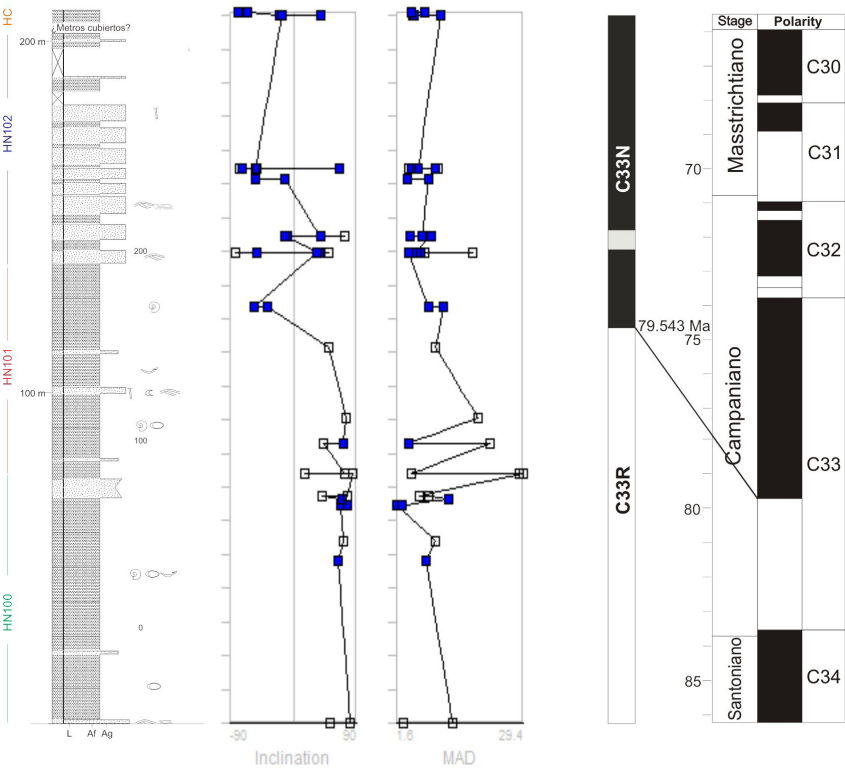 HC
HN102
HN101
HN100
¿Metros cubiertos?
200 m
100 m
200
100
0
L Af Ag
-90 90
Inclination
1.6 29.4
MAD
C33N
C33R
79.543 Ma
Stage Polarity
70
75
80
85
Masstrichtiano
Campaniano
Santoniano
C30
C31
C32
C33
C34